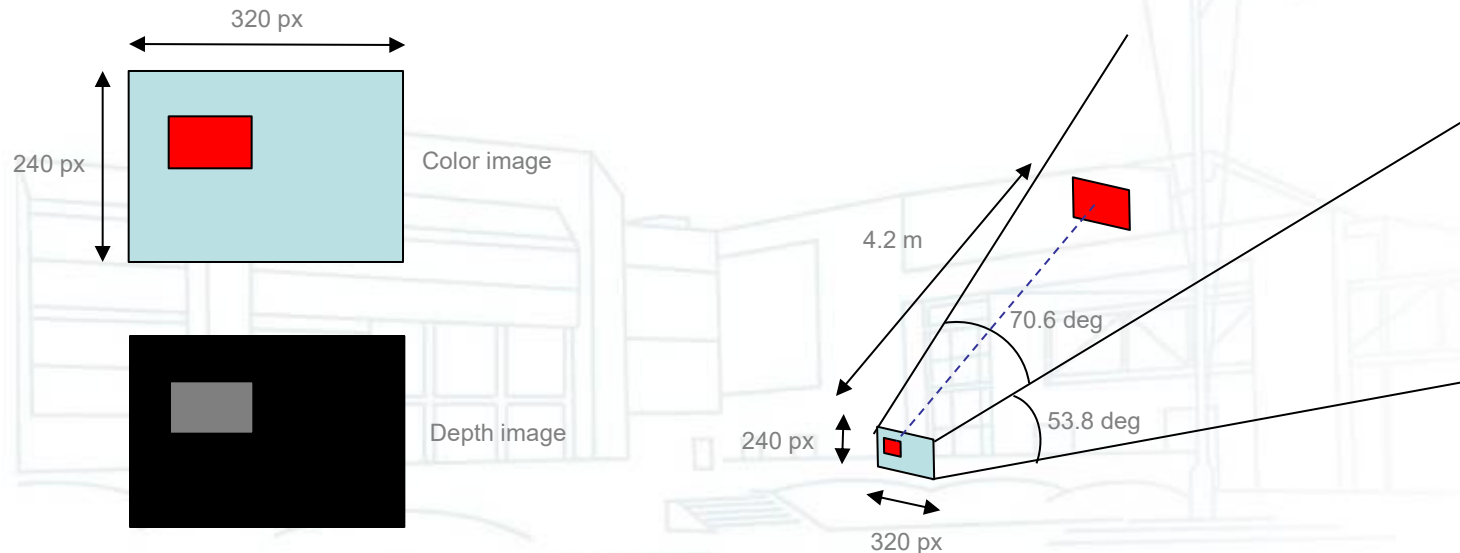 320 px
240 px
Color image
Depth image
4.2 m
70.6 deg
53.8 deg
240 px
320 px